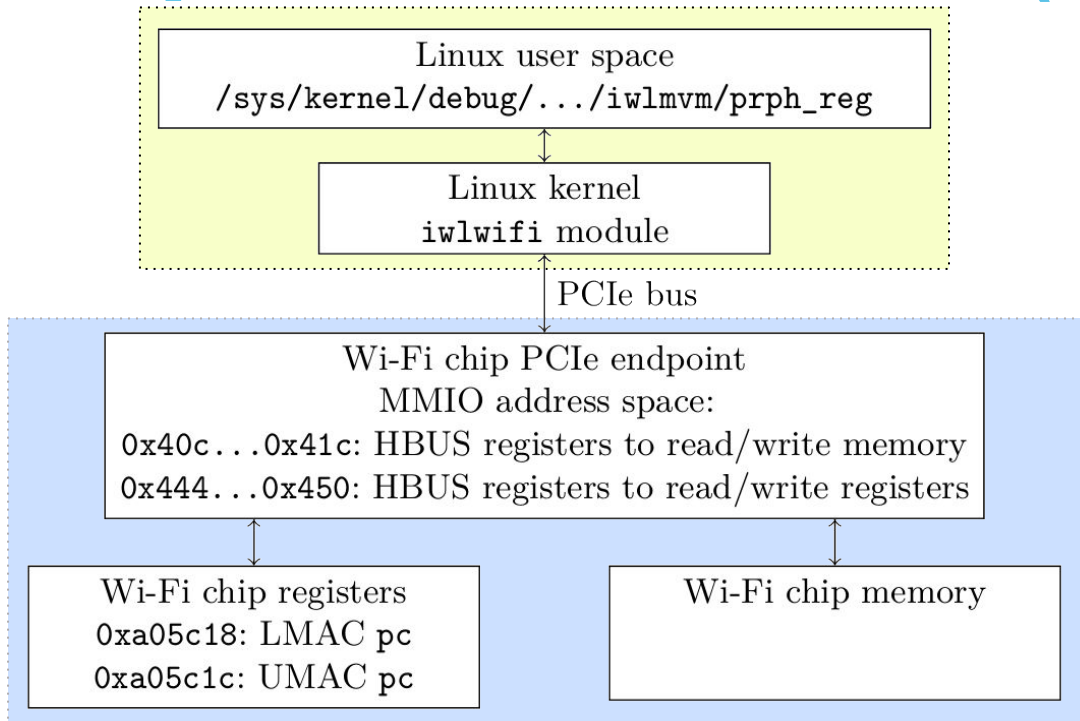 Linux user space
/sys/kernel/debug/.../iwlmvm/prph_reg
Linux kernel
iwlwifi module
PCIe bus
Wi-Fi chip PCIe endpoint
MMIO address space:
0x40c...0x41c: HBUS registers to read/write memory
0x444...0x450: HBUS registers to read/write registers
Wi-Fi chip registers
0xa05c18: LMAC pc
0xa05c1c: UMAC pc
Wi-Fi chip memory